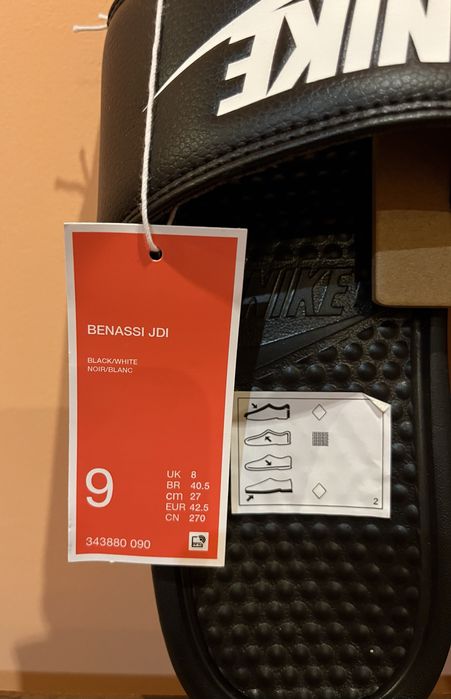 NIKE
NIKE
BENASSI JDI
BLACK/WHITE
NOIR/BLANC
9
UK 8
BR 40.5
cm 27
EUR 42.5
CN 270
343880 090
2